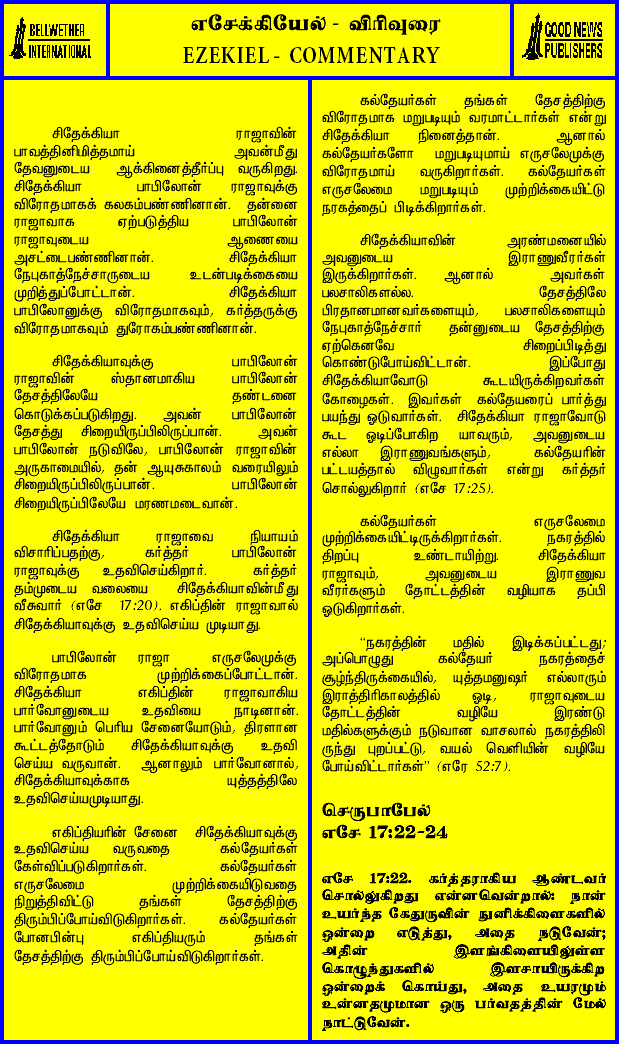 BELLWETHER
INTERNATIONAL
எசேக்கியேல் - விரிவுரை
EZEKIEL - COMMENTARY
GOOD NEWS
PUBLISHERS
சிதேக்கியா ராஜாவின்
பாவத்தினிமித்தமாய் அவன்மீது
தேவனுடைய ஆக்கினைத்தீர்ப்பு வருகிறது.
சிதேக்கியா பாபிலோன் ராஜாவுக்கு
விரோதமாகக் கலகம்பண்ணினான். தன்னை
ராஜாவாக ஏற்படுத்திய பாபிலோன்
ராஜாவுடைய ஆணையை
அசட்டைபண்ணினான். சிதேக்கியா
நேபுகாத்நேச்சாருடைய உடன்படிக்கையை
முறித்துப்போட்டான். சிதேக்கியா
பாபிலோனுக்கு விரோதமாகவும், கர்த்தருக்கு
விரோதமாகவும் துரோகம்பண்ணினான்.
சிதேக்கியாவுக்கு பாபிலோன்
ராஜாவின் ஸ்தானமாகிய பாபிலோன்
தேசத்திலேயே தண்டனை
கொடுக்கப்படுகிறது. அவன் பாபிலோன்
தேசத்து சிறையிருப்பிலிருப்பான். அவன்
பாபிலோன் நடுவிலே, பாபிலோன் ராஜாவின்
அருகாமையில், தன் ஆயுசுகாலம் வரையிலும்
சிறையிருப்பிலிருப்பான். பாபிலோன்
சிறையிருப்பிலேயே மரணமடைவான்.
சிதேக்கியா ராஜாவை நியாயம்
விசாரிப்பதற்கு, கர்த்தர் பாபிலோன்
ராஜாவுக்கு உதவிசெய்கிறார். கர்த்தர்
தம்முடைய வலையை சிதேக்கியாவின்மீது
வீசுவார் (எசே 17:20). எகிப்தின் ராஜாவால்
சிதேக்கியாவுக்கு உதவிசெய்ய முடியாது.
பாபிலோன் ராஜா எருசலேமுக்கு
விரோதமாக முற்றிக்கைப்போட்டான்.
சிதேக்கியா எகிப்தின் ராஜாவாகிய
பார்வோனுடைய உதவியை நாடினான்.
பார்வோனும் பெரிய சேனையோடும், திரளான
கூட்டத்தோடும் சிதேக்கியாவுக்கு உதவி
செய்ய வருவான். ஆனாலும் பார்வோனால்,
சிதேக்கியாவுக்காக யுத்தத்திலே
உதவிசெய்யமுடியாது.
எகிப்தியரின் சேனை சிதேக்கியாவுக்கு
உதவிசெய்ய வருவதை கல்தேயர்கள்
கேள்விப்படுகிறார்கள். கல்தேயர்கள்
எருசலேமை முற்றிக்கையிடுவதை
நிறுத்திவிட்டு தங்கள் தேசத்திற்கு
திரும்பிப்போய்விடுகிறார்கள். கல்தேயர்கள்
போனபின்பு எகிப்தியரும் தங்கள்
தேசத்திற்கு திரும்பிப்போய்விடுகிறார்கள்.
கல்தேயர்கள் தங்கள் தேசத்திற்கு
விரோதமாக மறுபடியும் வரமாட்டார்கள் என்று
சிதேக்கியா நினைத்தான். ஆனால்
கல்தேயர்களோ மறுபடியுமாய் எருசலேமுக்கு
விரோதமாய் வருகிறார்கள். கல்தேயர்கள்
எருசலேமை மறுபடியும் முற்றிக்கையிட்டு
நரகத்தைப் பிடிக்கிறார்கள்.
சிதேக்கியாவின் அரண்மனையில்
அவனுடைய இராணுவீரர்கள்
இருக்கிறார்கள். ஆனால் அவர்கள்
பலசாலிகளல்ல. தேசத்திலே
பிரதானமானவர்களையும், பலசாலிகளையும்
நேபுகாத்நேச்சார் தன்னுடைய தேசத்திற்கு
ஏற்கெனவே சிறைப்பிடித்து
கொண்டுபோய்விட்டான். இப்போது
சிதேக்கியாவோடு கூடயிருக்கிறவர்கள்
கோழைகள். இவர்கள் கல்தேயரைப் பார்த்து
பயந்து ஓடுவார்கள். சிதேக்கியா ராஜாவோடு
கூட ஓடிப்போகிற யாவரும், அவனுடைய
எல்லா இராணுவங்களும், கல்தேயரின்
பட்டயத்தால் விழுவார்கள் என்று கர்த்தர்
சொல்லுகிறார் (எசே 17:25).
கல்தேயர்கள் எருசலேமை
முற்றிக்கையிட்டிருக்கிறார்கள். நகரத்தில்
திறப்பு உண்டாயிற்று. சிதேக்கியா
ராஜாவும், அவனுடைய இராணுவ
வீரர்களும் தோட்டத்தின் வழியாக தப்பி
ஓடுகிறார்கள்.
"நகரத்தின் மதில் இடிக்கப்பட்டது;
அப்பொழுது கல்தேயர் நகரத்தைச்
சூழ்ந்திருக்கையில், யுத்தமனுஷர் எல்லாரும்
இராத்திரிகாலத்தில் ஓடி, ராஜாவுடைய
தோட்டத்தின் வழியே இரண்டு
மதில்களுக்கும் நடுவான வாசலால் நகரத்திலி
ருந்து புறப்பட்டு, வயல் வெளியின் வழியே
போய்விட்டார்கள்" (எரே 52:7).
செருபாபேல்
எசே 17:22-24
எசே 17:22. கர்த்தராகிய ஆண்டவர்
சொல்லுகிறது என்னவென்றால்: நான்
உயர்ந்த கேதுருவின் நுனிக்கிளைகளில்
ஒன்றை எடுத்து, அதை நடுவேன்;
அதின் இளங்கிளையிலுள்ள
கொழுந்துகளில் இளசாயிருக்கிற
ஒன்றைக் கொய்து, அதை உயரமும்
உன்னதமுமான ஒரு பர்வதத்தின் மேல்
நாட்டுவேன்.